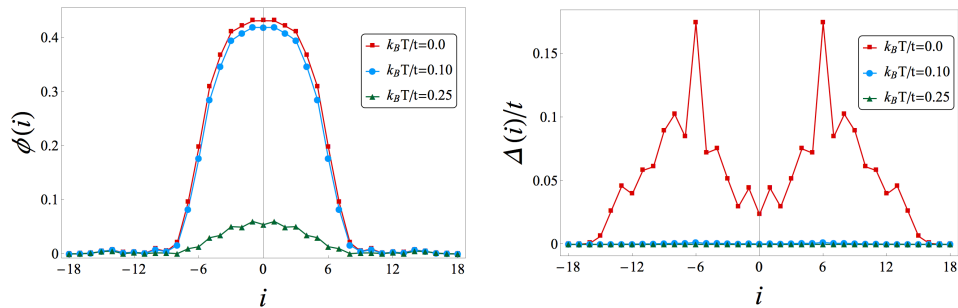 0.4
0.3
0.2
0.1
0
ϕ(i)
k_BT/t=0.0
k_BT/t=0.10
k_BT/t=0.25
−18 −12 −6 0 6 12 18
i
0.15
0.1
0.05
0
Δ(i)/t
k_BT/t=0.0
k_BT/t=0.10
k_BT/t=0.25
−18 −12 −6 0 6 12 18
i